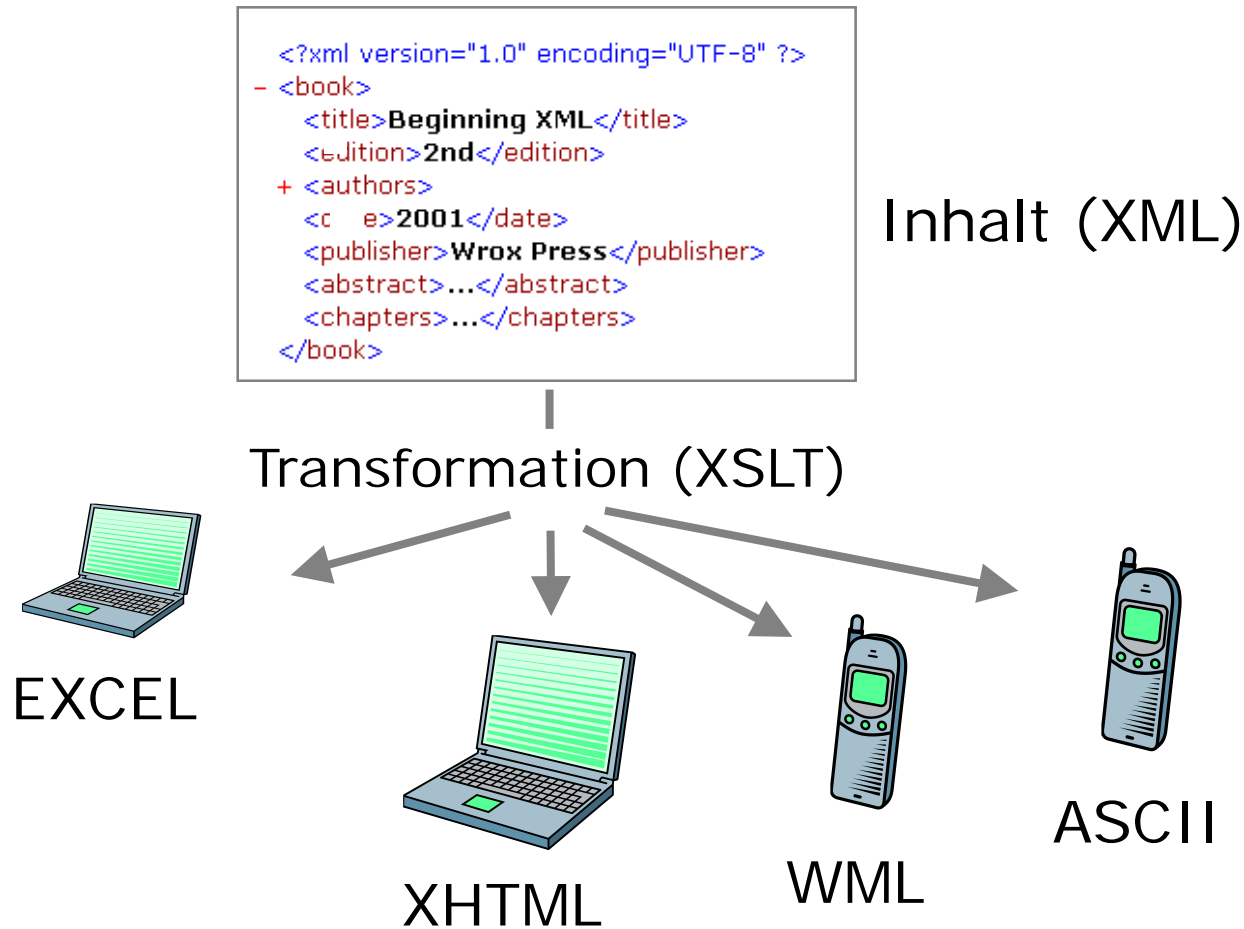 <?xml version="1.0" encoding="UTF-8" ?>
- <book>
<title>Beginning XML</title>
2nd</edition>
+ <authors>
2001</date>
<publisher>Wrox Press</publisher>
<abstract>...</abstract>
<chapters>...</chapters>
</book>
Inhalt (XML)
Transformation (XSLT)
EXCEL
XHTML
WML
ASCII